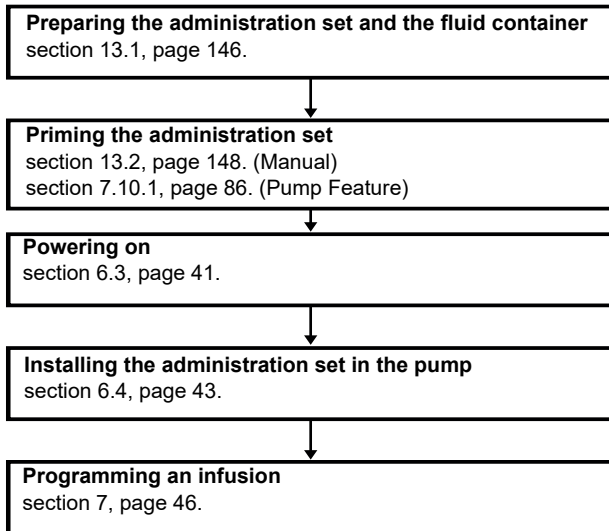 Preparing the administration set and the fluid container
section 13.1, page 146.
Priming the administration set
section 13.2, page 148. (Manual)
section 7.10.1, page 86. (Pump Feature)
Powering on
section 6.3, page 41.
Installing the administration set in the pump
section 6.4, page 43.
Programming an infusion
section 7, page 46.